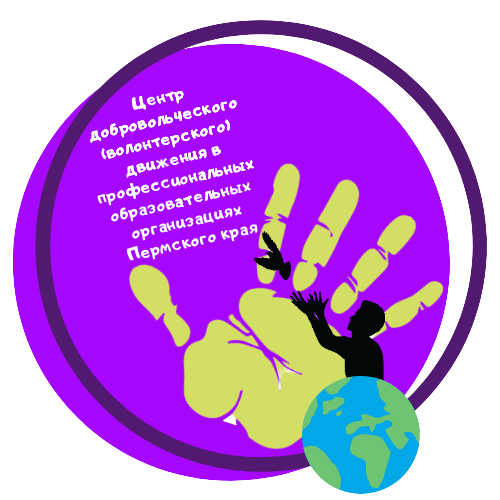 Центр
добровольческого
(волонтерского)
движения в
профессиональных
образовательных
организациях
Пермского края